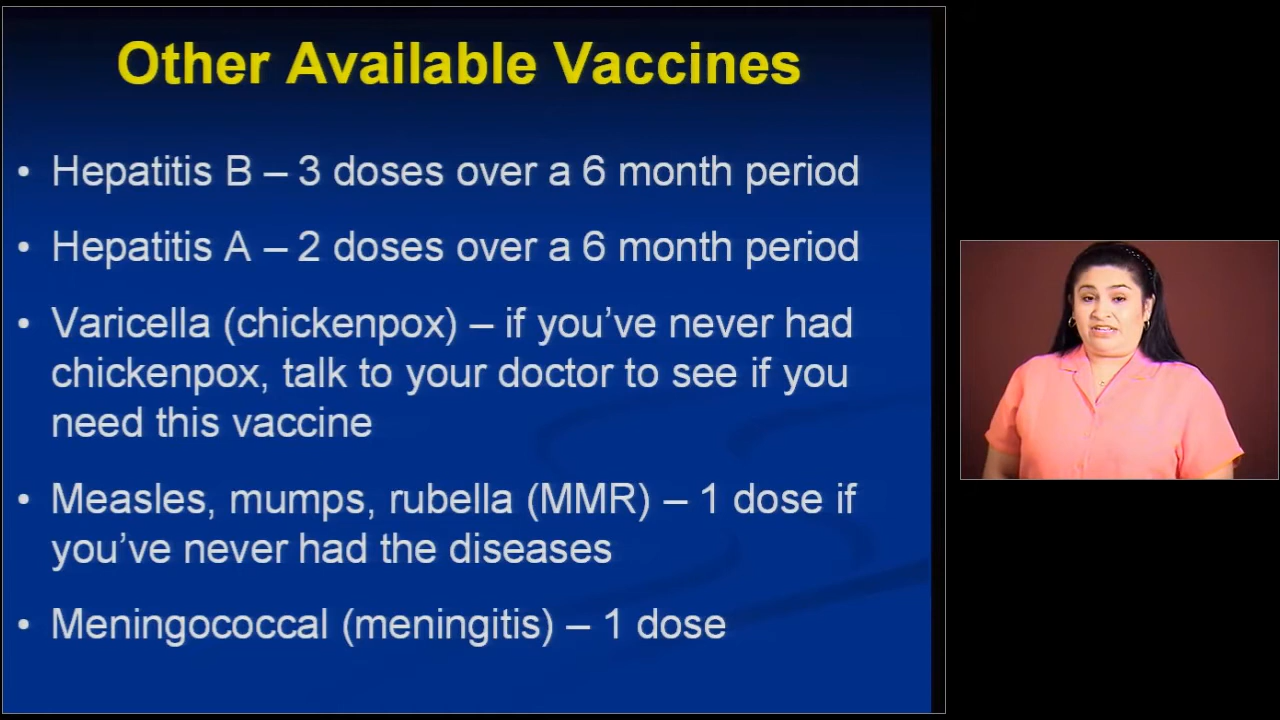 Other Available Vaccines
• Hepatitis B – 3 doses over a 6 month period
• Hepatitis A – 2 doses over a 6 month period
• Varicella (chickenpox) – if you’ve never had
chickenpox, talk to your doctor to see if you
need this vaccine
• Measles, mumps, rubella (MMR) – 1 dose if
you’ve never had the diseases
• Meningococcal (meningitis) – 1 dose